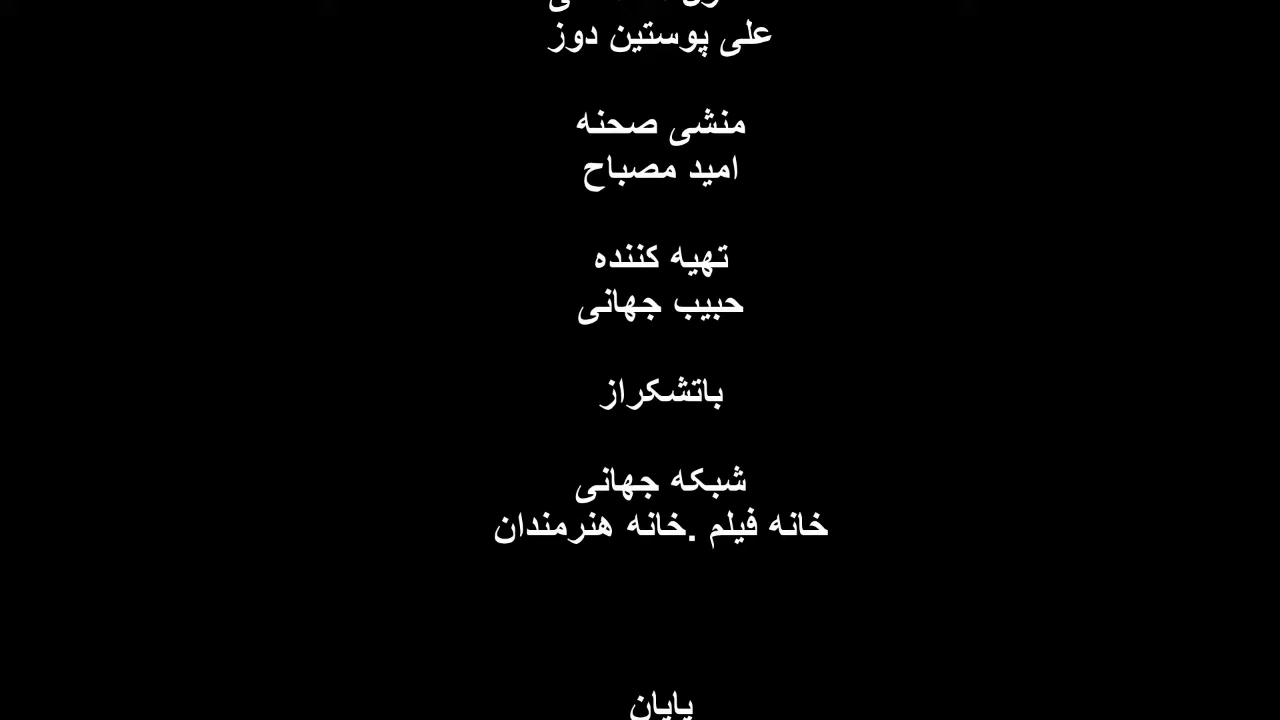 علی پوستین دوز
منشی صحنه
امید مصباح
تهیه کننده
حبیب جهانی
باتشکراز
شبکه جهانی
خانه فیلم .خانه هنرمندان
پایان